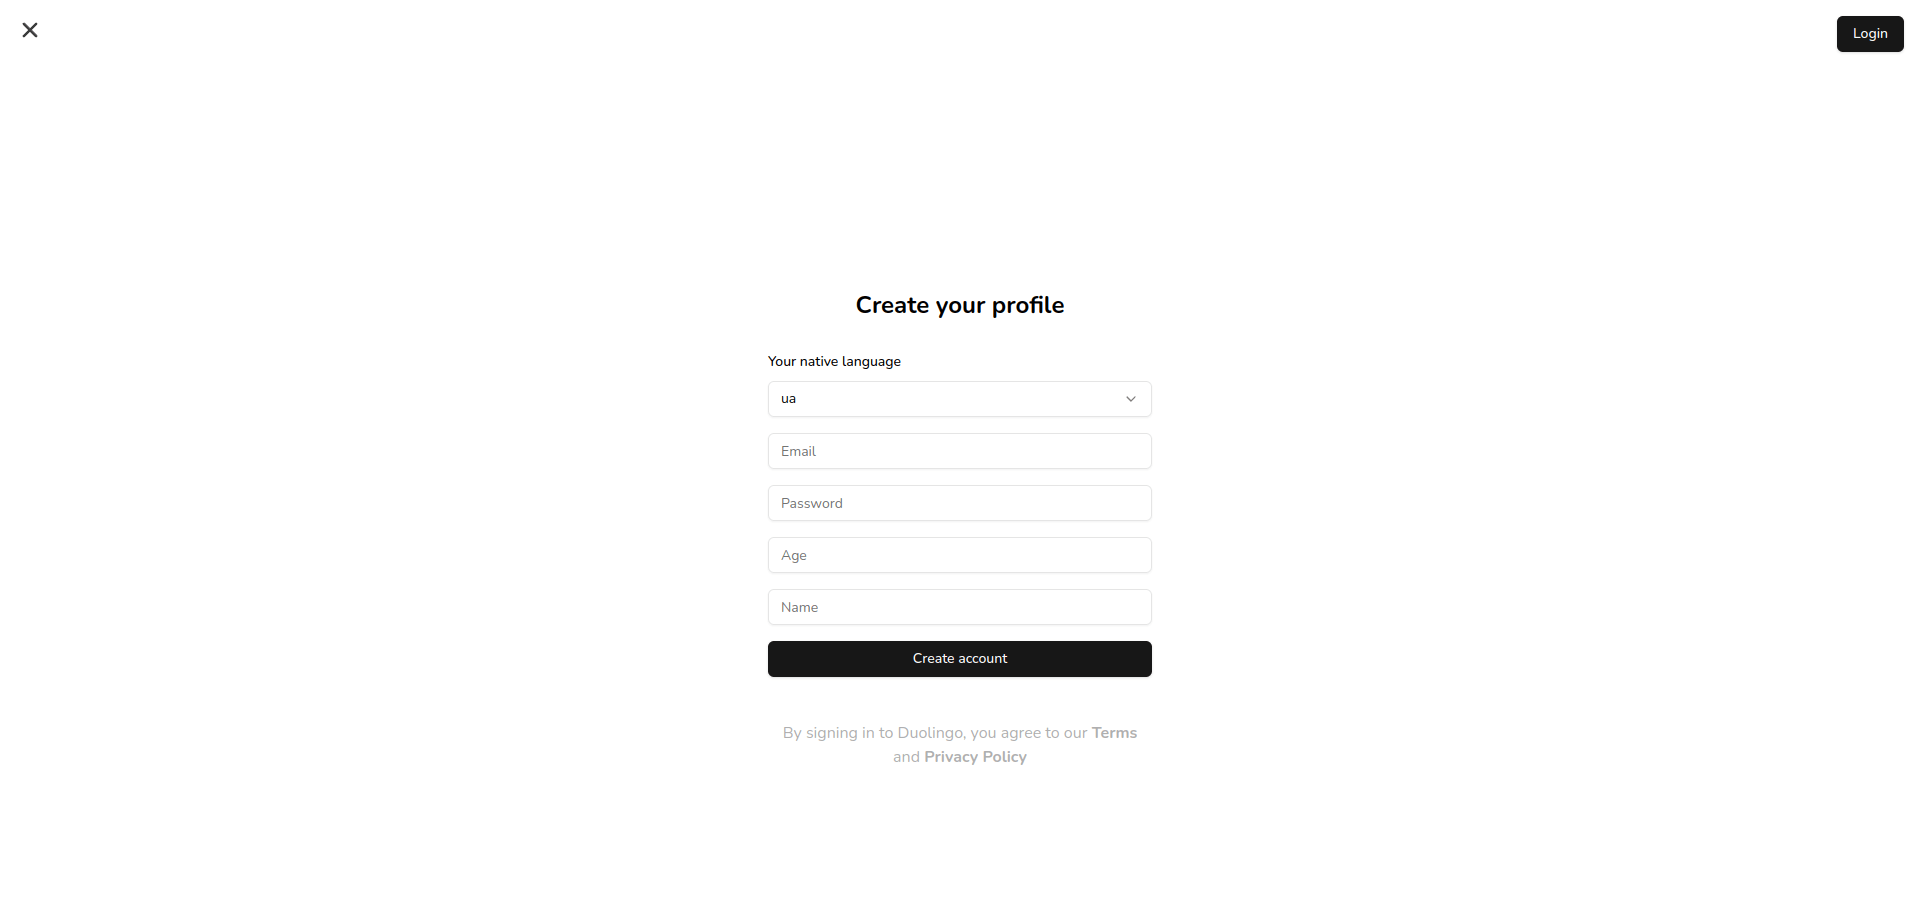 Login
Create your profile
Your native language
ua
Email
Password
Age
Name
Create account
By signing in to Duolingo, you agree to our Terms
and Privacy Policy